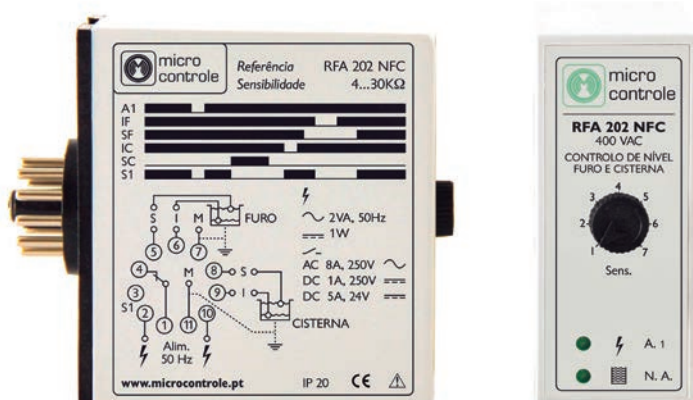 micro
controle
Referência RFA 202 NFC
Sensibilidade 4...30KΩ
A1
IF
SF
IC
SC
S1
S I M FURO
2VA, 50Hz
1W
5 6 7
AC 8A, 250V
DC 1A, 250V
DC 5A, 24V
4 M 8 S
3 9 I
S1 2 1 11 10
CISTERNA
Alim.
50 Hz
www.microcontrole.pt IP 20 CE
micro
controle
RFA 202 NFC
400 VAC
CONTROLO DE NÍVEL
FURO E CISTERNA
1 2 3 4 5 6 7
Sens.
A. 1
N. A.